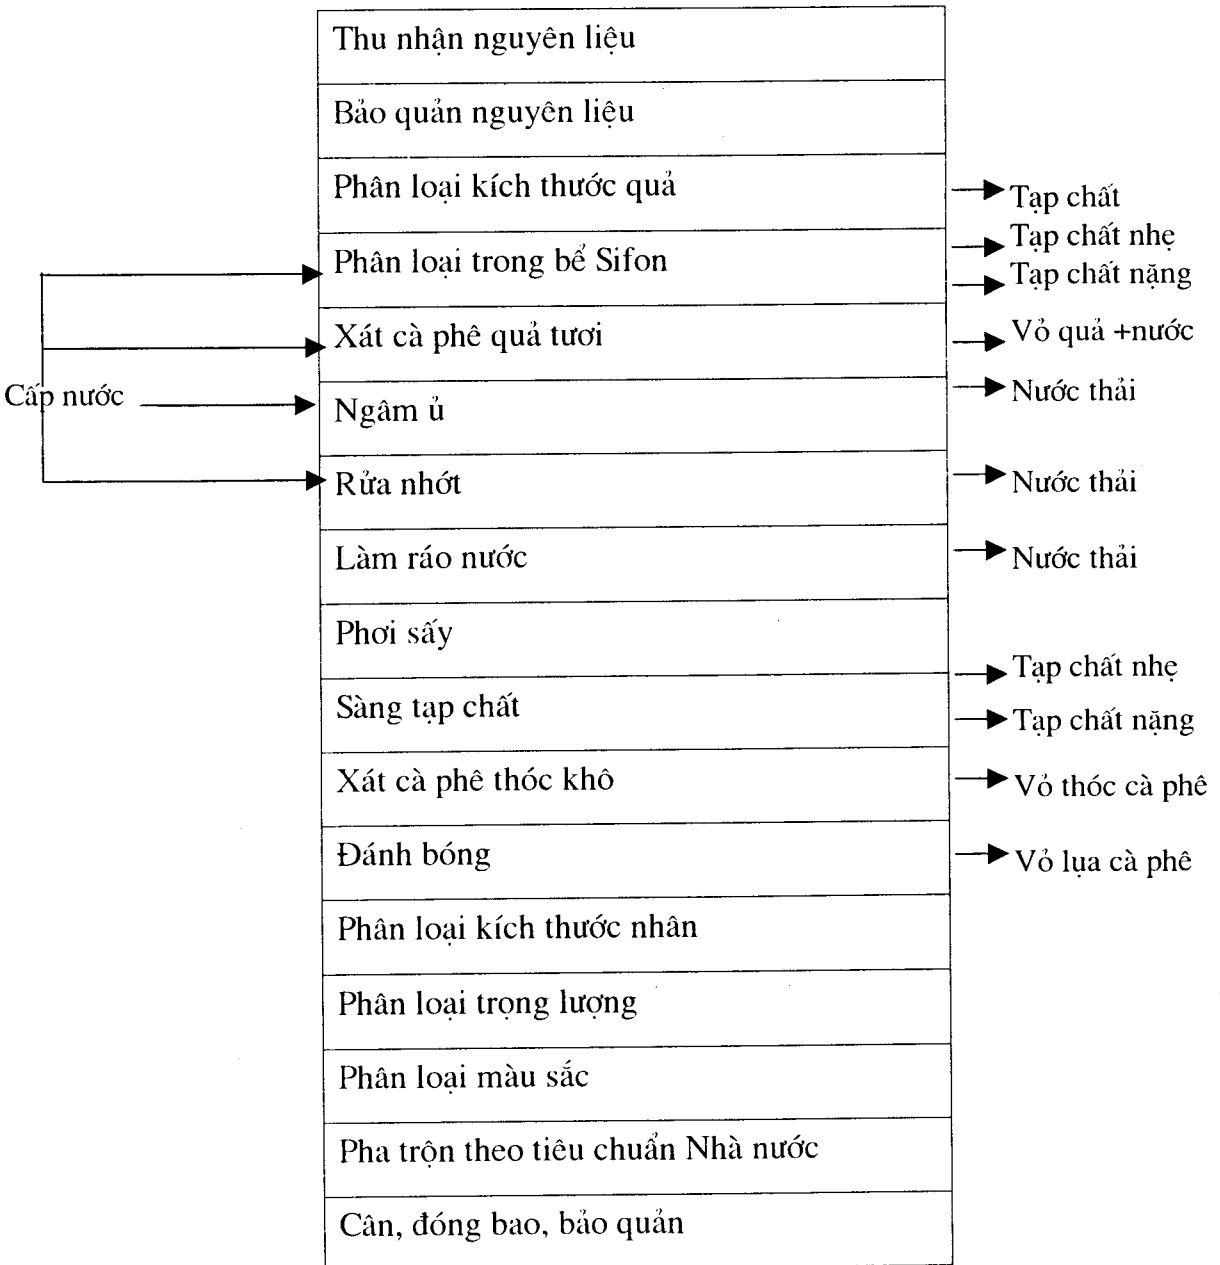 Thu nhận nguyên liệu
Bảo quản nguyên liệu
Phân loại kích thước quả
Tạp chất
Phân loại trong bể Sifon
Tạp chất nhẹ
Tạp chất nặng
Xát cà phê quả tươi
Vỏ quả +nước
Cấp nước
Ngâm ủ
Nước thải
Rửa nhớt
Nước thải
Làm ráo nước
Nước thải
Phơi sấy
Sàng tạp chất
Tạp chất nhẹ
Tạp chất nặng
Xát cà phê thóc khô
Vỏ thóc cà phê
Đánh bóng
Vỏ lụa cà phê
Phân loại kích thước nhân
Phân loại trọng lượng
Phân loại màu sắc
Pha trộn theo tiêu chuẩn Nhà nước
Cân, đóng bao, bảo quản